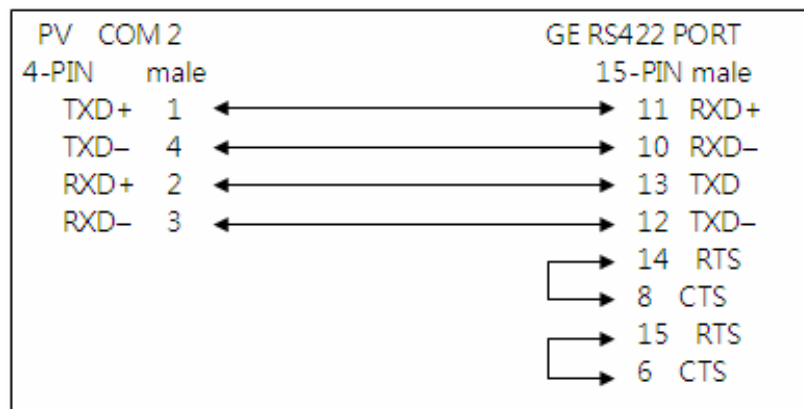 PV COM 2 GE RS422 PORT
4-PIN male 15-PIN male
TXD+ 1 11 RXD+
TXD– 4 10 RXD–
RXD+ 2 13 TXD
RXD– 3 12 TXD–
14 RTS
8 CTS
15 RTS
6 CTS